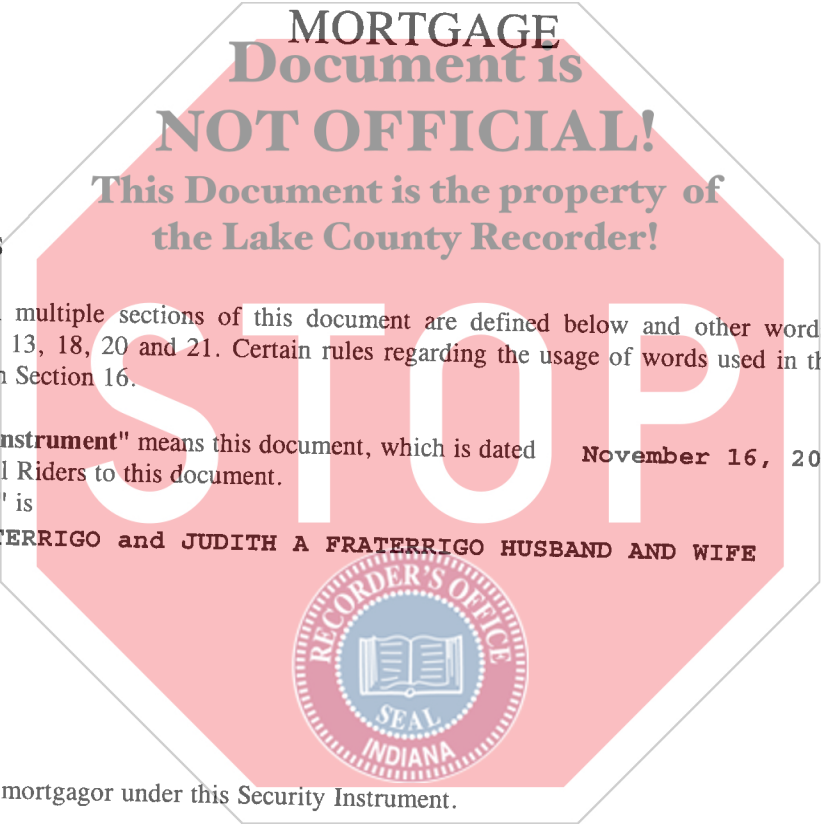 MORTGAGE
Document is
NOT OFFICIAL!
This Document is the property of
the Lake County Recorder!
S
multiple sections of this document are defined below and other word
13, 18, 20 and 21. Certain rules regarding the usage of words used in th
n Section 16.
STOP
nstrument" means this document, which is dated November 16, 20
l Riders to this document.
" is
TERRIGO and JUDITH A FRATERRIGO HUSBAND AND WIFE
RECORDER'S OFFICE
SEAL
INDIANA
mortgagor under this Security Instrument.